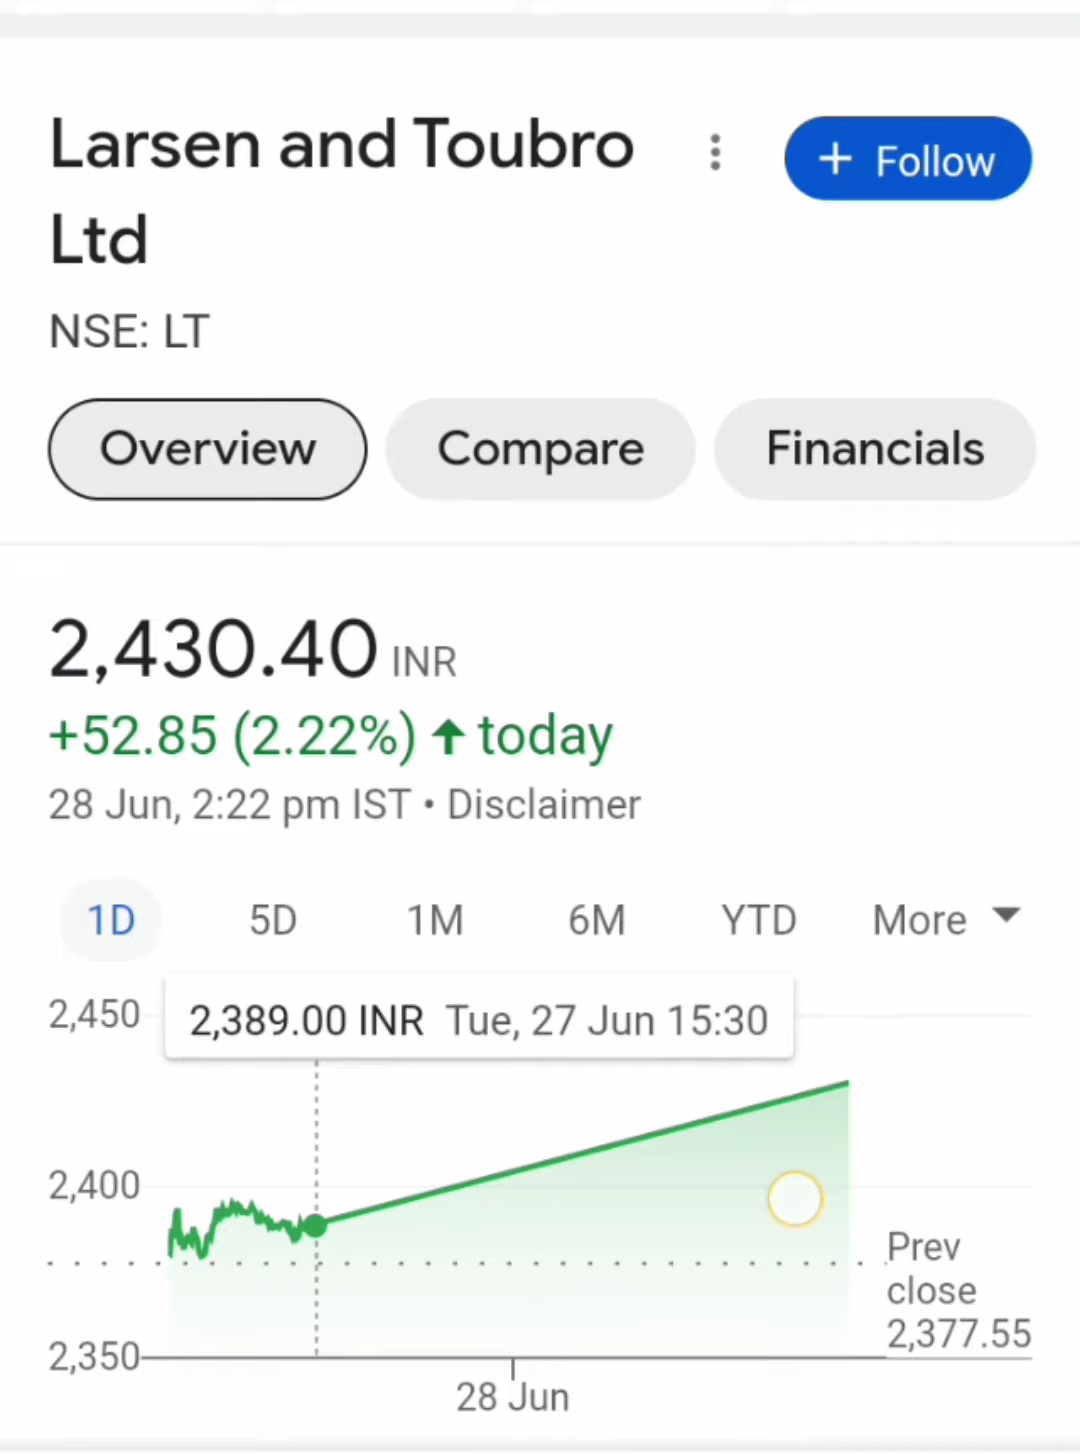 Larsen and Toubro
Ltd
+ Follow
NSE: LT
Overview
Compare
Financials
2,430.40 INR
+52.85 (2.22%) ↑ today
28 Jun, 2:22 pm IST • Disclaimer
1D 5D 1M 6M YTD More
2,450
2,389.00 INR Tue, 27 Jun 15:30
2,400
Prev
close
2,377.55
2,350
28 Jun